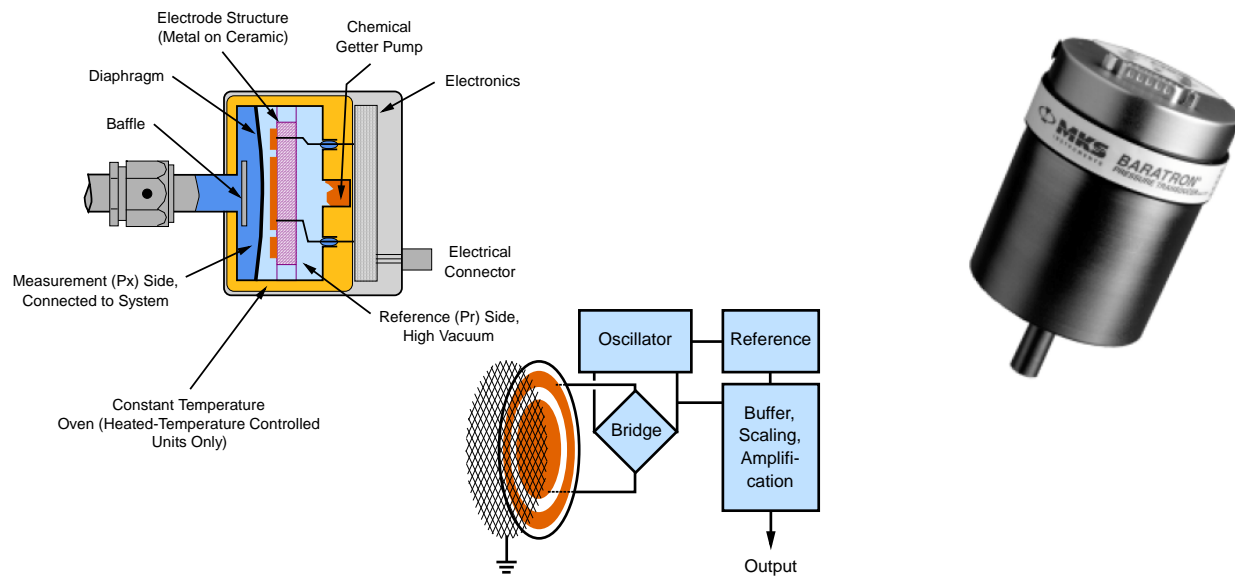 Electrode Structure
(Metal on Ceramic)
Chemical
Getter Pump
Diaphragm
Electronics
Baffle
Electrical
Connector
Measurement (Px) Side,
Connected to System
Reference (Pr) Side,
High Vacuum
Constant Temperature
Oven (Heated-Temperature Controlled
Units Only)
Oscillator
Reference
Bridge
Buffer,
Scaling,
Amplifi-
cation
Output
MKS
INSTRUMENTS
BARATRON
PRESSURE TRANSDUCER